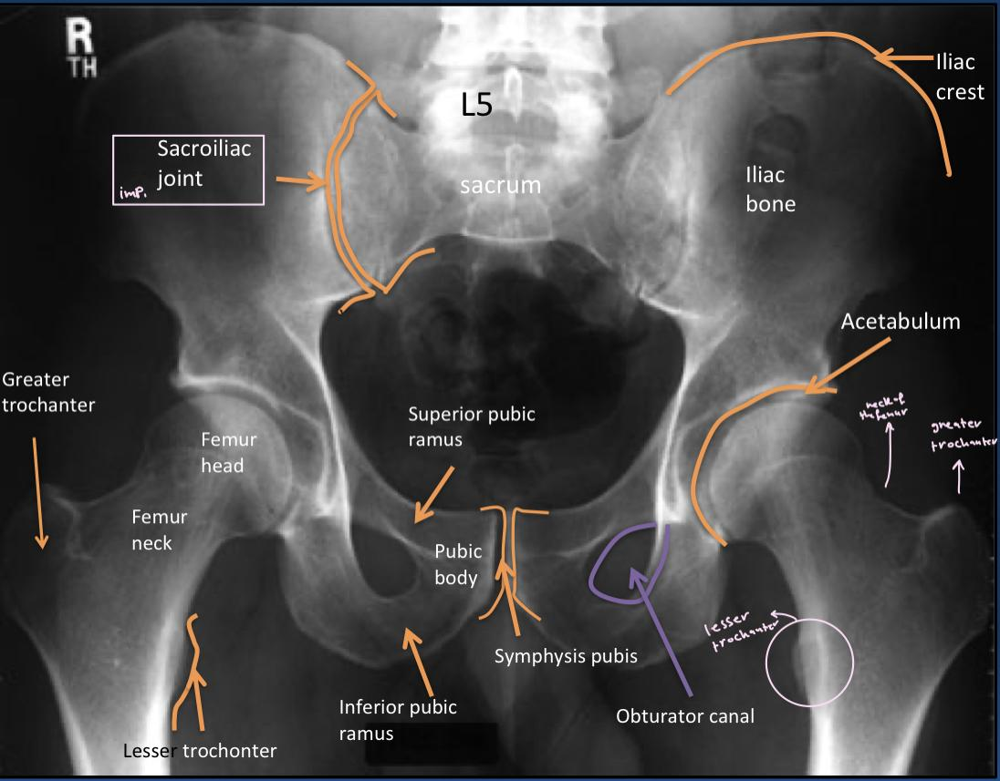 R
TH
L5
Iliac
crest
Sacroiliac
joint
imp.
sacrum
Iliac
bone
Acetabulum
Greater
trochanter
neck of
the femur
Superior pubic
ramus
greater
trochanter
Femur
head
Femur
neck
Pubic
body
lesser
trochanter
Symphysis pubis
Inferior pubic
ramus
Obturator canal
Lesser trochonter